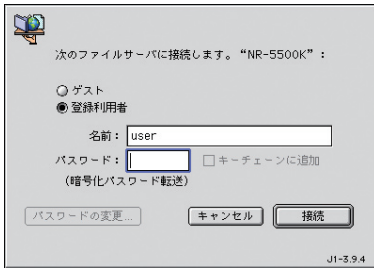 次のファイルサーバに接続します。“NR-5500K”:
ゲスト
登録利用者
名前: user
パスワード: キーチェーンに追加
(暗号化パスワード転送)
パスワードの変更... キャンセル 接続
J1-3.9.4